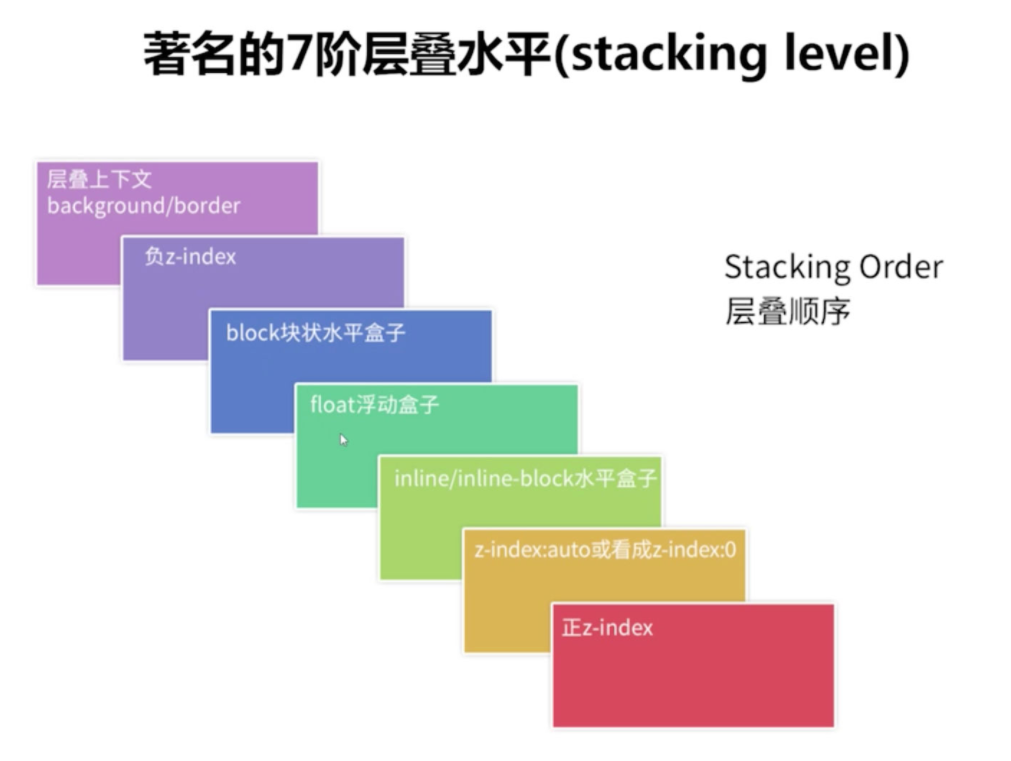 著名的7阶层叠水平(stacking level)
层叠上下文
background/border
负z-index
block块状水平盒子
float浮动盒子
inline/inline-block水平盒子
z-index:auto或看成z-index:0
正z-index
Stacking Order
层叠顺序